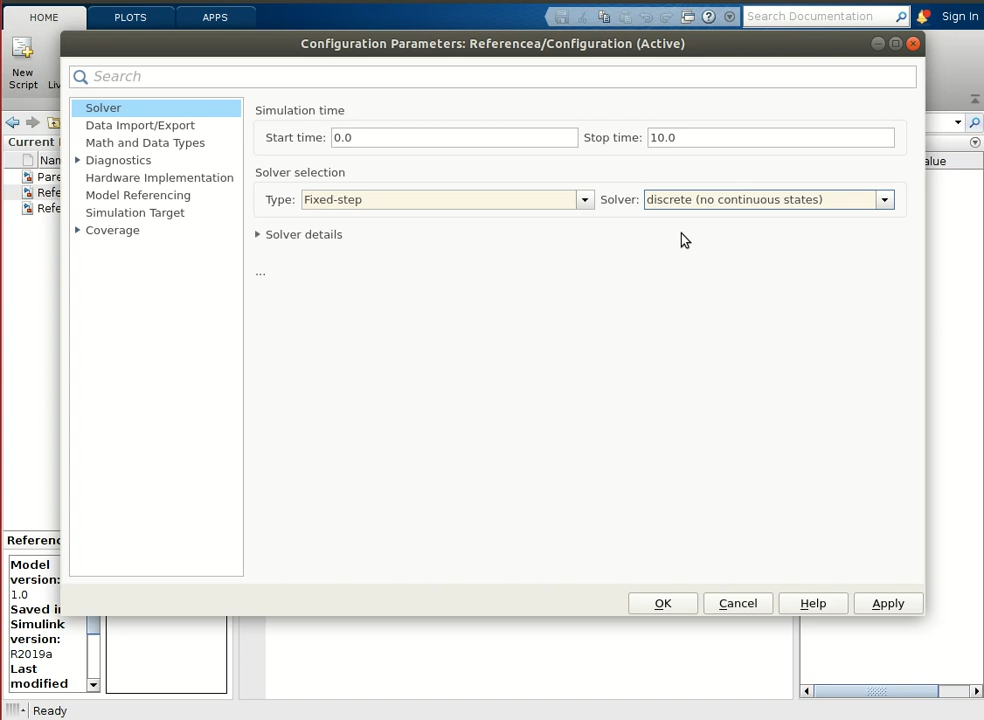 HOME
PLOTS
APPS
Search Documentation
Sign In
New
Script
Configuration Parameters: Referencea/Configuration (Active)
Search
Solver
Data Import/Export
Math and Data Types
Diagnostics
Hardware Implementation
Model Referencing
Simulation Target
Coverage
Simulation time
Start time: 0.0
Stop time: 10.0
Solver selection
Type: Fixed-step
Solver: discrete (no continuous states)
Solver details
...
OK
Cancel
Help
Apply
Model
version:
1.0
Simulink
version:
R2019a
Last
modified
Ready